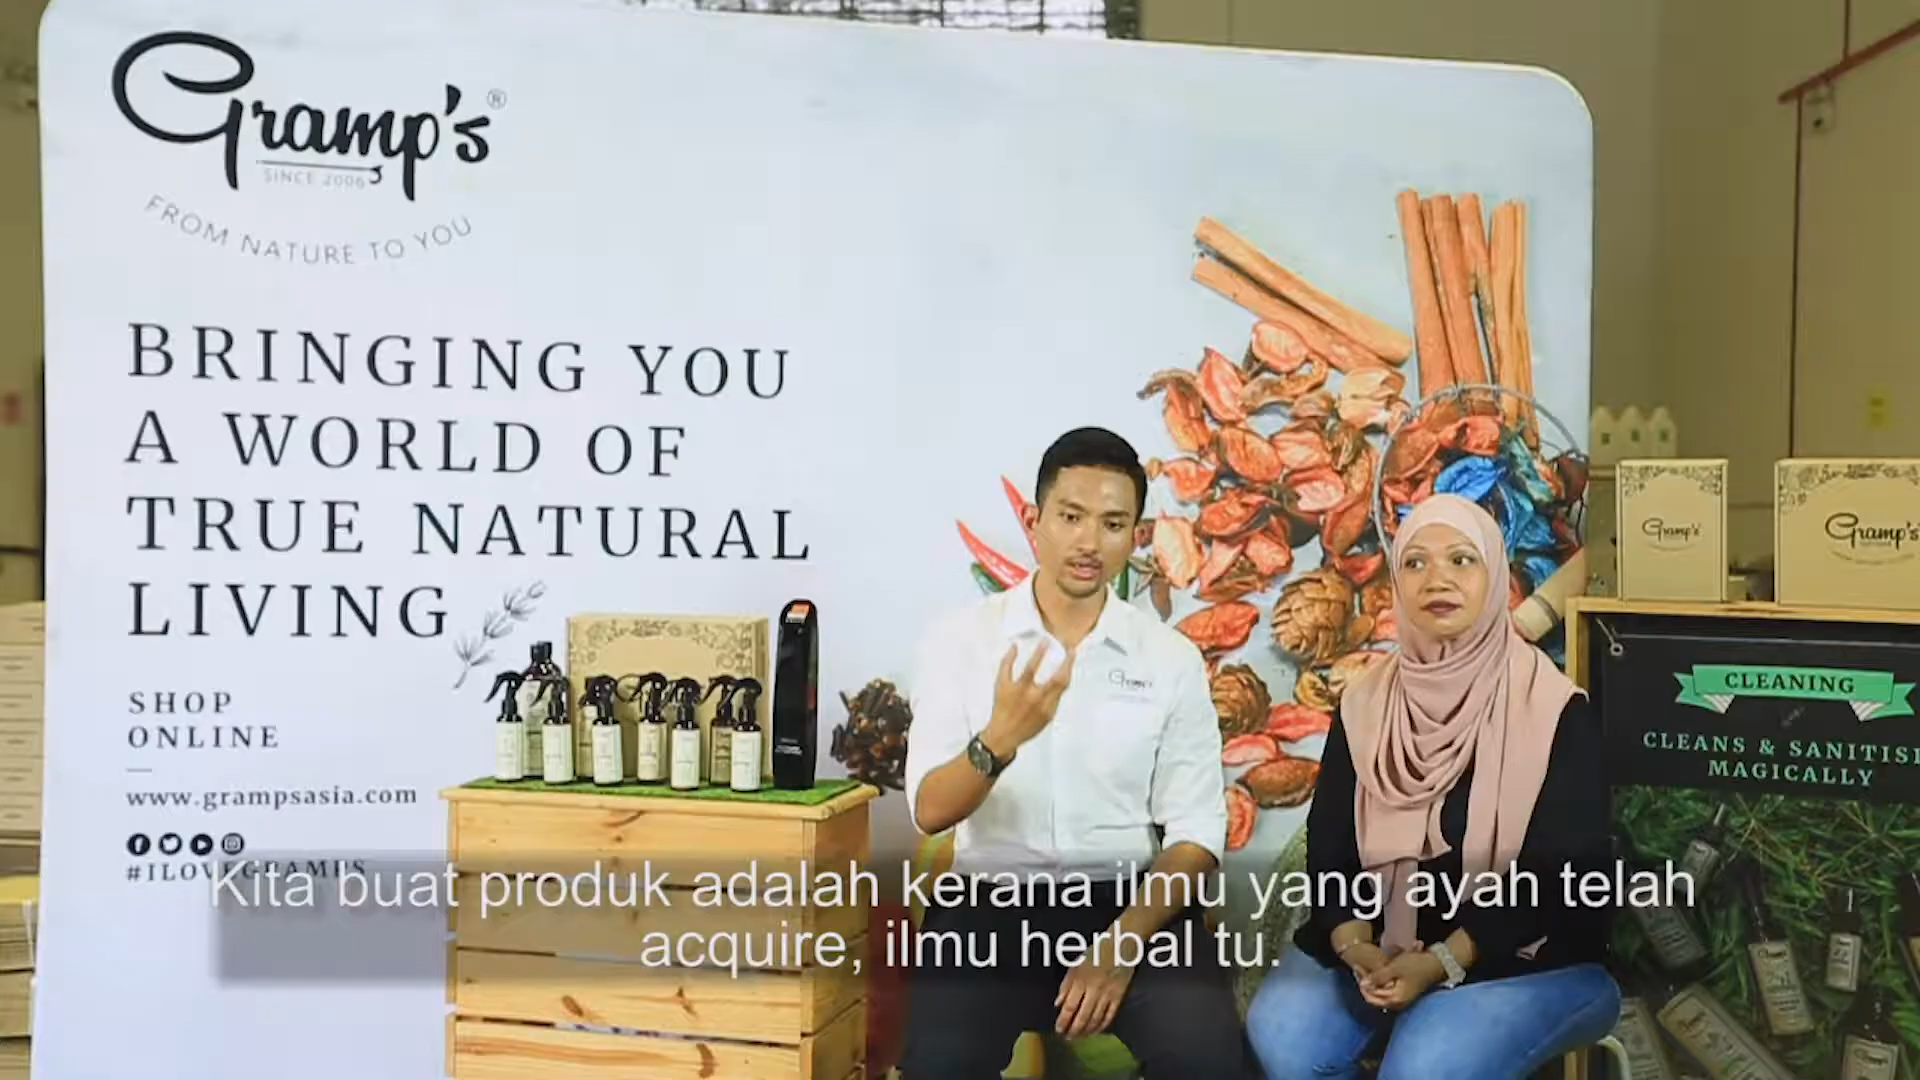 Gramp's®
SINCE 2006
FROM NATURE TO YOU
BRINGING YOU
A WORLD OF
TRUE NATURAL
LIVING
SHOP
ONLINE
www.grampsasia.com
#ILOVEGRAMPS
Gramp's
Gramp's
Gramp's
CLEANING
CLEANS & SANITISE
MAGICALLY
Kita buat produk adalah kerana ilmu yang ayah telah
acquire, ilmu herbal tu.